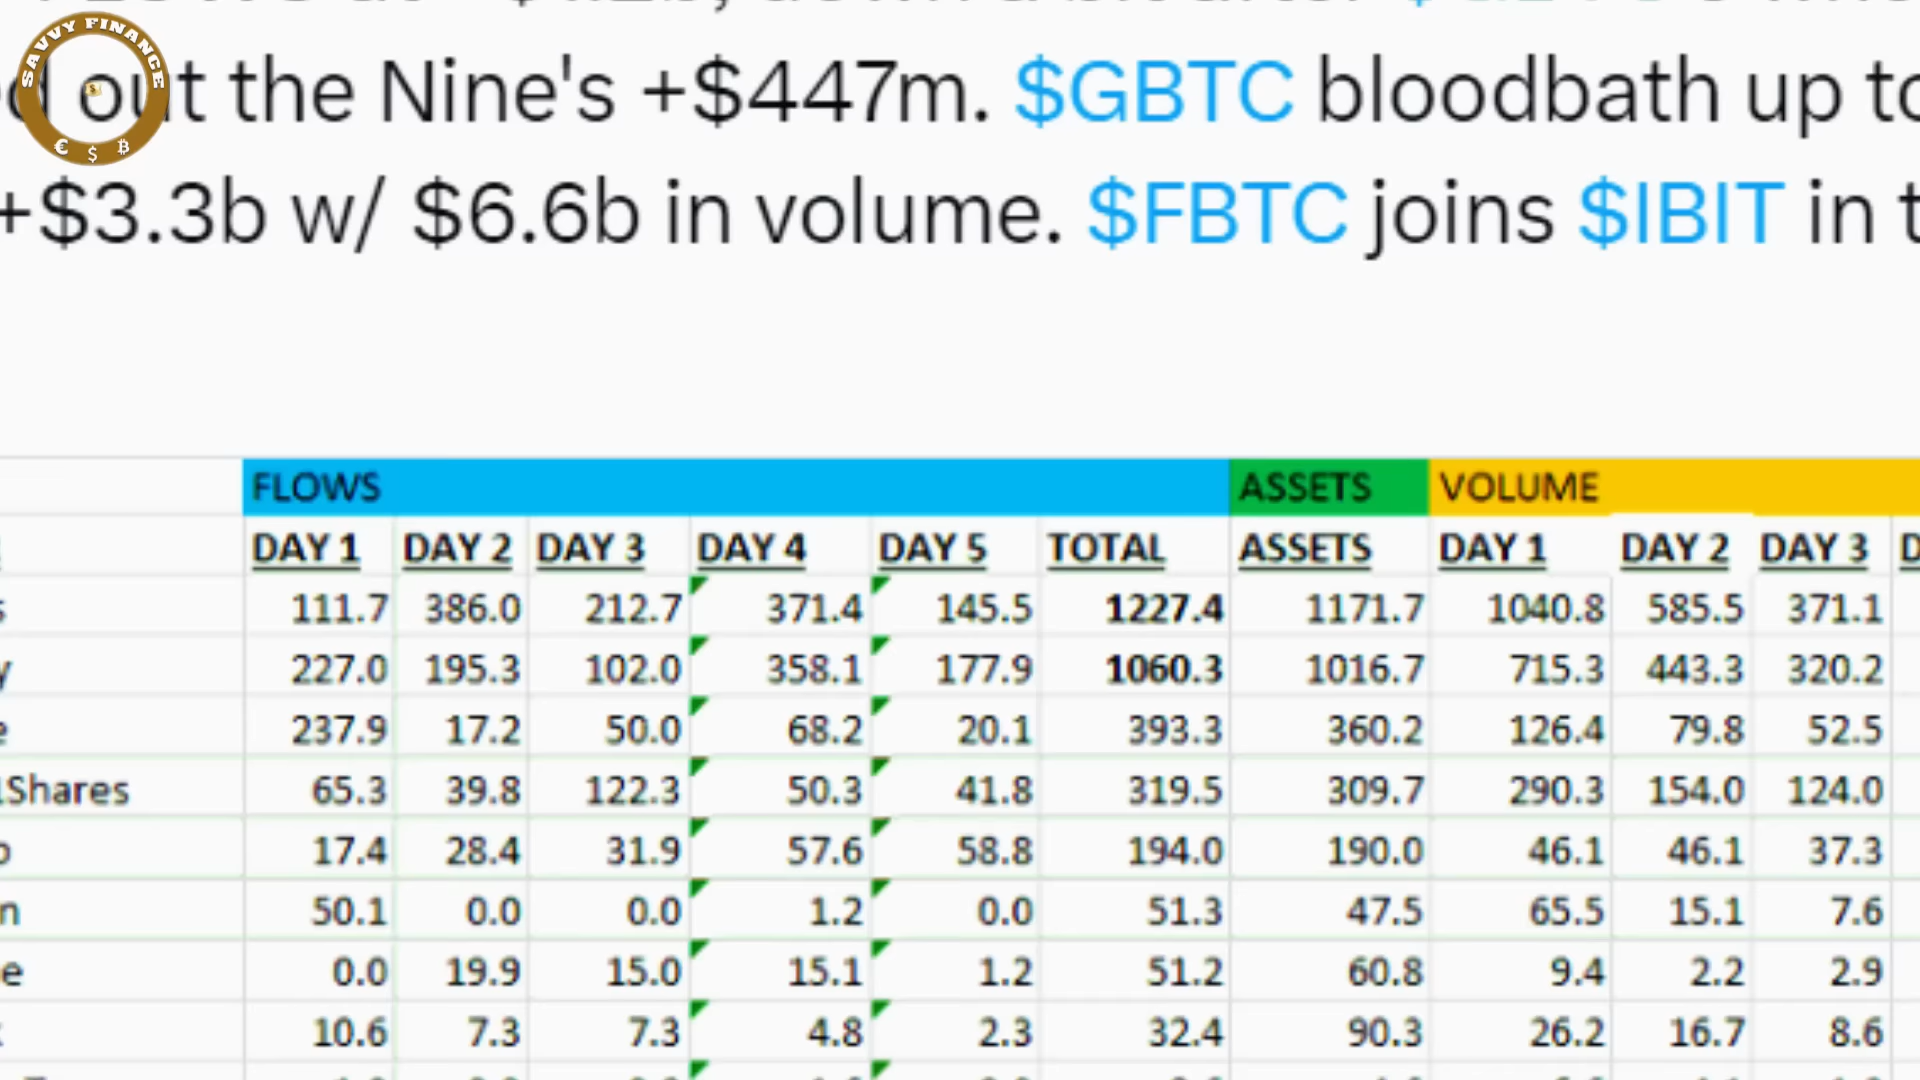 SAVVY FINANCE
€ $ ₿
out the Nine's +$447m. $GBTC bloodbath up to
+$3.3b w/ $6.6b in volume. $FBTC joins $IBIT in
FLOWS ASSETS VOLUME
DAY 1 DAY 2 DAY 3 DAY 4 DAY 5 TOTAL ASSETS DAY 1 DAY 2 DAY 3
111.7 386.0 212.7 371.4 145.5 1227.4 1171.7 1040.8 585.5 371.1
227.0 195.3 102.0 358.1 177.9 1060.3 1016.7 715.3 443.3 320.2
237.9 17.2 50.0 68.2 20.1 393.3 360.2 126.4 79.8 52.5
Shares 65.3 39.8 122.3 50.3 41.8 319.5 309.7 290.3 154.0 124.0
17.4 28.4 31.9 57.6 58.8 194.0 190.0 46.1 46.1 37.3
50.1 0.0 0.0 1.2 0.0 51.3 47.5 65.5 15.1 7.6
0.0 19.9 15.0 15.1 1.2 51.2 60.8 9.4 2.2 2.9
10.6 7.3 7.3 4.8 2.3 32.4 90.3 26.2 16.7 8.6